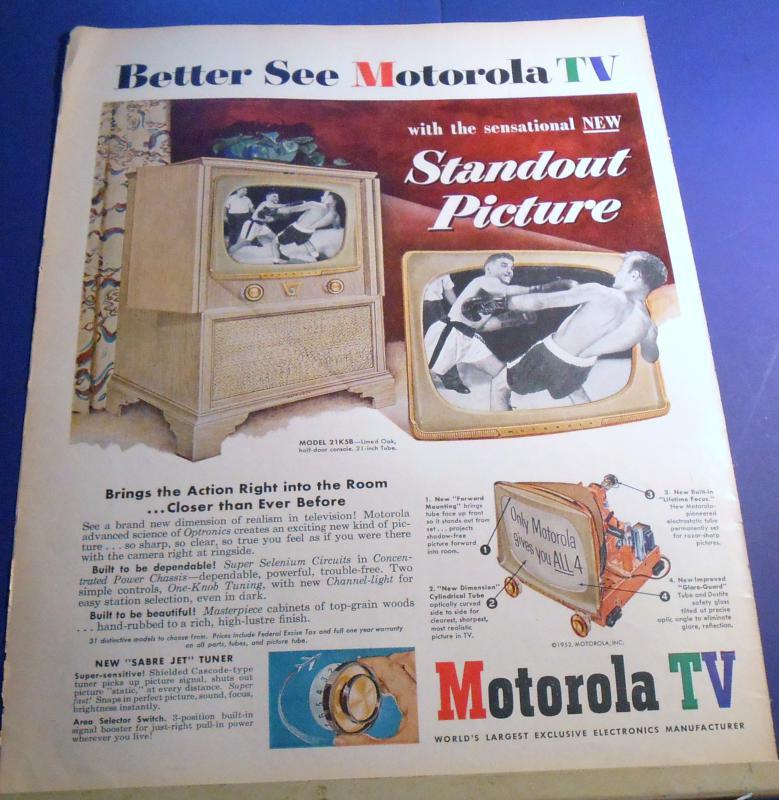 Better See Motorola TV
with the sensational NEW
Standout
Picture
MODEL 21K5B—Limed Oak,
half-door console. 21-inch Tube.
Brings the Action Right into the Room
...Closer than Ever Before
See a brand new dimension of realism in television! Motorola
advanced science of Optronics creates an exciting new kind of pic-
ture . . . so sharp, so clear, so true you feel as if you were there
with the camera right at ringside.
Built to be dependable! Super Selenium Circuits in Concen-
trated Power Chassis—dependable, powerful, trouble-free. Two
simple controls, One-Knob Tuning, with new Channel-light for
easy station selection, even in dark.
Built to be beautiful! Masterpiece cabinets of top-grain woods
. . . hand-rubbed to a rich, high-lustre finish.
31 distinctive models to choose from. Prices include Federal Excise Tax and full one year warranty
on all parts, tubes, and picture tube.
NEW "SABRE JET" TUNER
Super-sensitive! Shielded Cascode-type
tuner picks up picture signal, shuts out
picture "static," at every distance. Super
fast! Snaps in perfect picture, sound, focus,
brightness instantly.
Area Selector Switch. 3-position built-in
signal booster for just-right pull-in power
wherever you live!
5 4 3 2
1. New "Forward
Mounting" brings
tube face up front
so it stands out from
set . . . projects
shadow-free
picture forward
into room.
2. "New Dimension"
Cylindrical Tube
optically curved
side to side for
clearest, sharpest,
most realistic
picture in TV.
Only Motorola
gives you ALL 4
1
2
3
4
3. New Built-in
"Lifetime Focus."
New Motorola-
pioneered
electrostatic tube
permanently set
for razor-sharp
pictures.
4. New-Improved
"Glare-Guard"
Tube and Dustite
safety glass
tilted at precise
optic angle to eliminate
glare, reflection.
©1952, MOTOROLA, INC.
Motorola TV
WORLD'S LARGEST EXCLUSIVE ELECTRONICS MANUFACTURER